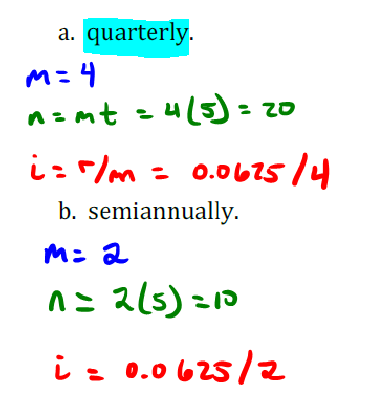 a. quarterly.
m = 4
n = mt = 4(5) = 20
i = r/m = 0.0625/4
b. semiannually.
m = 2
n = 2(5) = 10
i = 0.0625/2